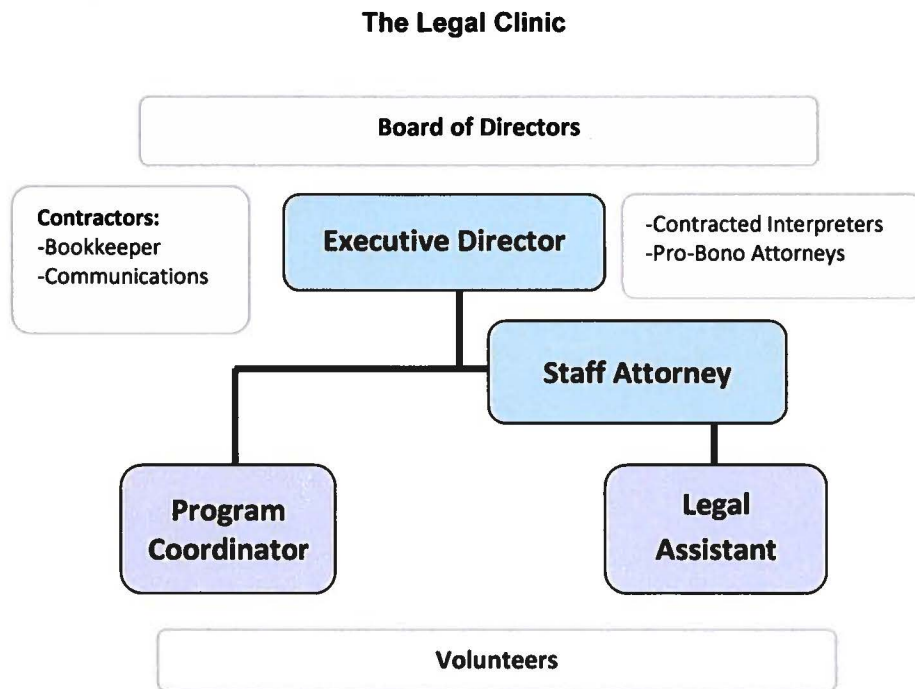 The Legal Clinic
Board of Directors
Contractors:
-Bookkeeper
-Communications
Executive Director
-Contracted Interpreters
-Pro-Bono Attorneys
Staff Attorney
Program
Coordinator
Legal
Assistant
Volunteers